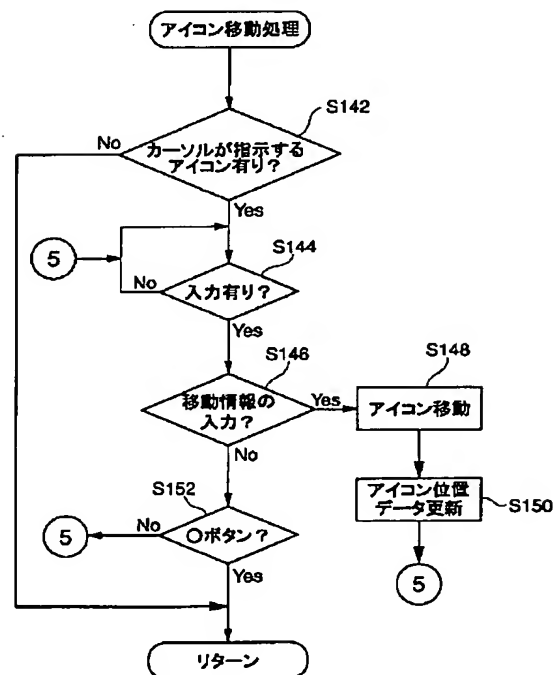 アイコン移動処理
S142
No
カーソルが指示する
アイコン有り？
Yes
5
S144
No
入力有り？
Yes
S146
S148
移動情報の
入力？
Yes
アイコン移動
No
S152
アイコン位置
データ更新
S150
5
No
○ボタン？
5
Yes
リターン